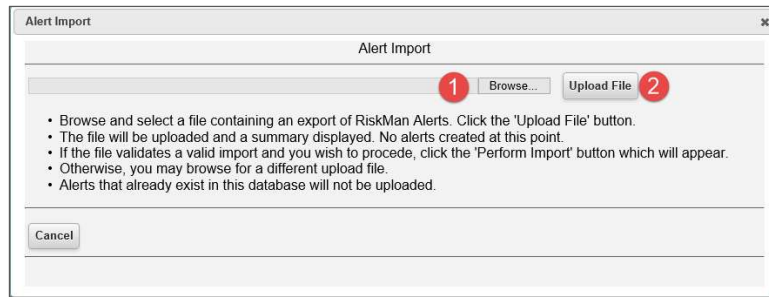 Alert Import ×
Alert Import
1 Browse... Upload File 2
• Browse and select a file containing an export of RiskMan Alerts. Click the 'Upload File' button.
• The file will be uploaded and a summary displayed. No alerts created at this point.
• If the file validates a valid import and you wish to procede, click the 'Perform Import' button which will appear.
• Otherwise, you may browse for a different upload file.
• Alerts that already exist in this database will not be uploaded.
Cancel